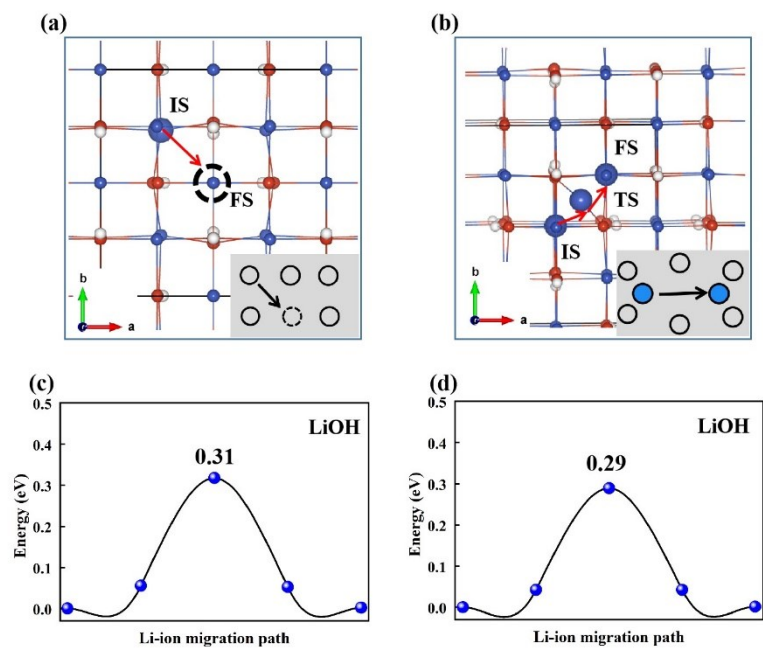 (a)
IS
FS
b
a
(b)
FS
TS
IS
b
a
(c)
0.5
0.4
0.3
0.2
0.1
0.0
Energy (eV)
0.31
LiOH
Li-ion migration path
(d)
0.5
0.4
0.3
0.2
0.1
0.0
Energy (eV)
0.29
LiOH
Li-ion migration path